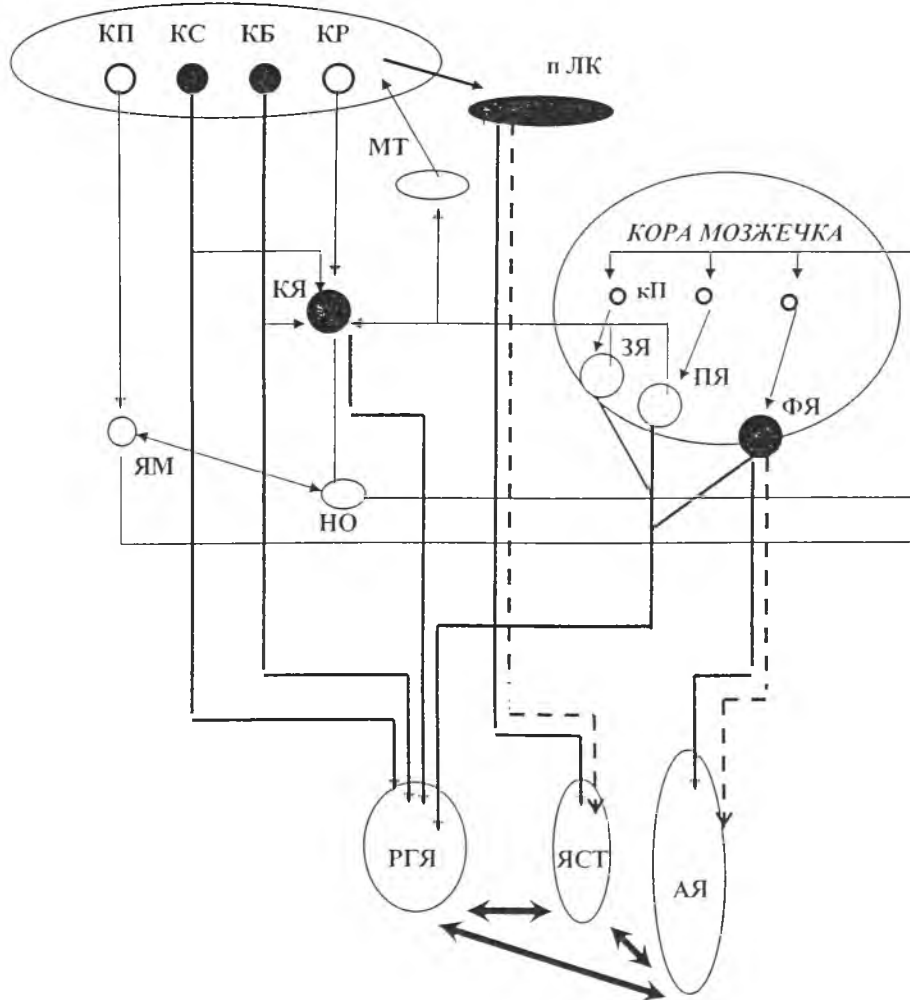 КП КС КБ КР
п ЛК
МТ
КОРА МОЗЖЕЧКА
КЯ
кП
ЗЯ
ПЯ
ФЯ
ЯМ
НО
РГЯ
ЯСТ
АЯ